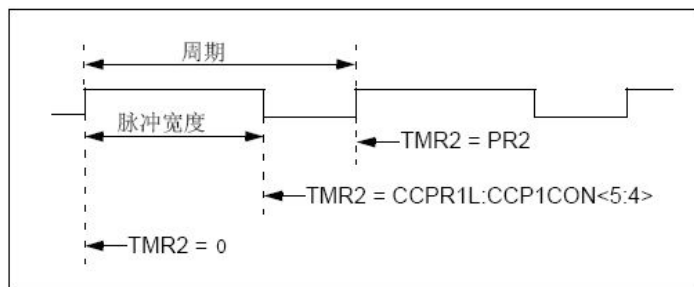 周期
脉冲宽度
TMR2 = PR2
TMR2 = CCPR1L:CCP1CON<5:4>
TMR2 = 0